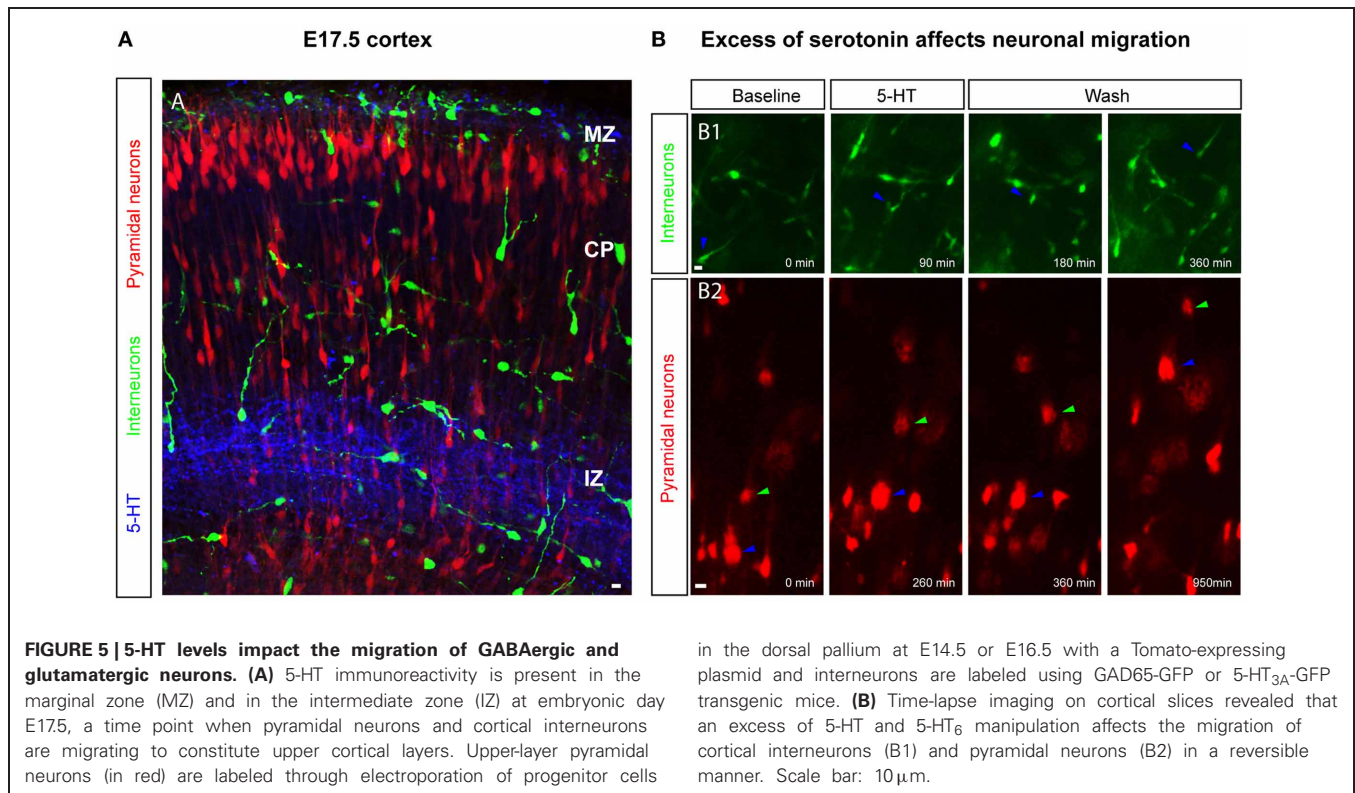 A
E17.5 cortex
Pyramidal neurons
Interneurons
5-HT
A
MZ
CP
IZ
B
Excess of serotonin affects neuronal migration
Baseline
5-HT
Wash
Interneurons
B1
0 min
90 min
180 min
360 min
Pyramidal neurons
B2
0 min
260 min
360 min
950min
FIGURE 5 | 5-HT levels impact the migration of GABAergic and
glutamatergic neurons. (A) 5-HT immunoreactivity is present in the
marginal zone (MZ) and in the intermediate zone (IZ) at embryonic day
E17.5, a time point when pyramidal neurons and cortical interneurons
are migrating to constitute upper cortical layers. Upper-layer pyramidal
neurons (in red) are labeled through electroporation of progenitor cells
in the dorsal pallium at E14.5 or E16.5 with a Tomato-expressing
plasmid and interneurons are labeled using GAD65-GFP or 5-HT3A-GFP
transgenic mice. (B) Time-lapse imaging on cortical slices revealed that
an excess of 5-HT and 5-HT6 manipulation affects the migration of
cortical interneurons (B1) and pyramidal neurons (B2) in a reversible
manner. Scale bar: 10 μm.